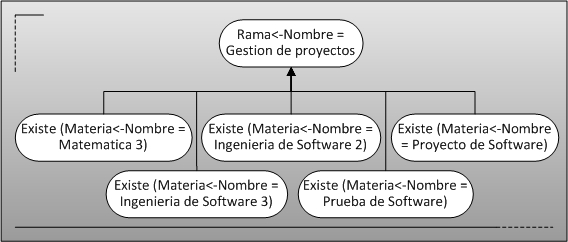 Rama<-Nombre =
Gestion de proyectos
Existe (Materia<-Nombre =
Matematica 3)
Existe (Materia<-Nombre =
Ingenieria de Software 2)
Existe (Materia<-Nombre
= Proyecto de Software)
Existe (Materia<-Nombre =
Ingenieria de Software 3)
Existe (Materia<-Nombre =
Prueba de Software)